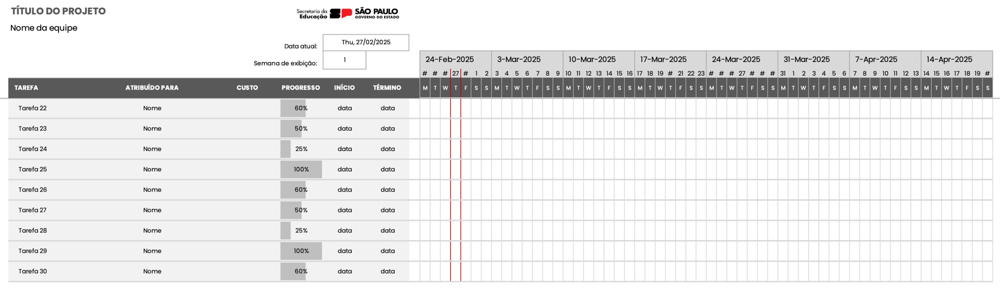 TÍTULO DO PROJETO
Secretaria da Educação
SÃO PAULO
GOVERNO DO ESTADO
Nome da equipe
Data atual: Thu, 27/02/2025
Semana de exibição: 1
24-Feb-2025 3-Mar-2025 10-Mar-2025 17-Mar-2025 24-Mar-2025 31-Mar-2025 7-Apr-2025 14-Apr-2025
# # # 27 # 1 2 3 4 5 6 7 8 9 10 11 12 13 14 15 16 17 18 19 # 21 22 23 # # # 27 # # # 31 1 2 3 4 5 6 7 8 9 10 11 12 13 14 15 16 17 18 19 #
TAREFA ATRIBUÍDO PARA CUSTO PROGRESSO INÍCIO TÉRMINO M T W T F S S M T W T F S S M T W T F S S M T W T F S S M T W T F S S M T W T F S S M T W T F S S M T W T F S S
Tarefa 22 Nome 60% data data
Tarefa 23 Nome 50% data data
Tarefa 24 Nome 25% data data
Tarefa 25 Nome 100% data data
Tarefa 26 Nome 60% data data
Tarefa 27 Nome 50% data data
Tarefa 28 Nome 25% data data
Tarefa 29 Nome 100% data data
Tarefa 30 Nome 60% data data